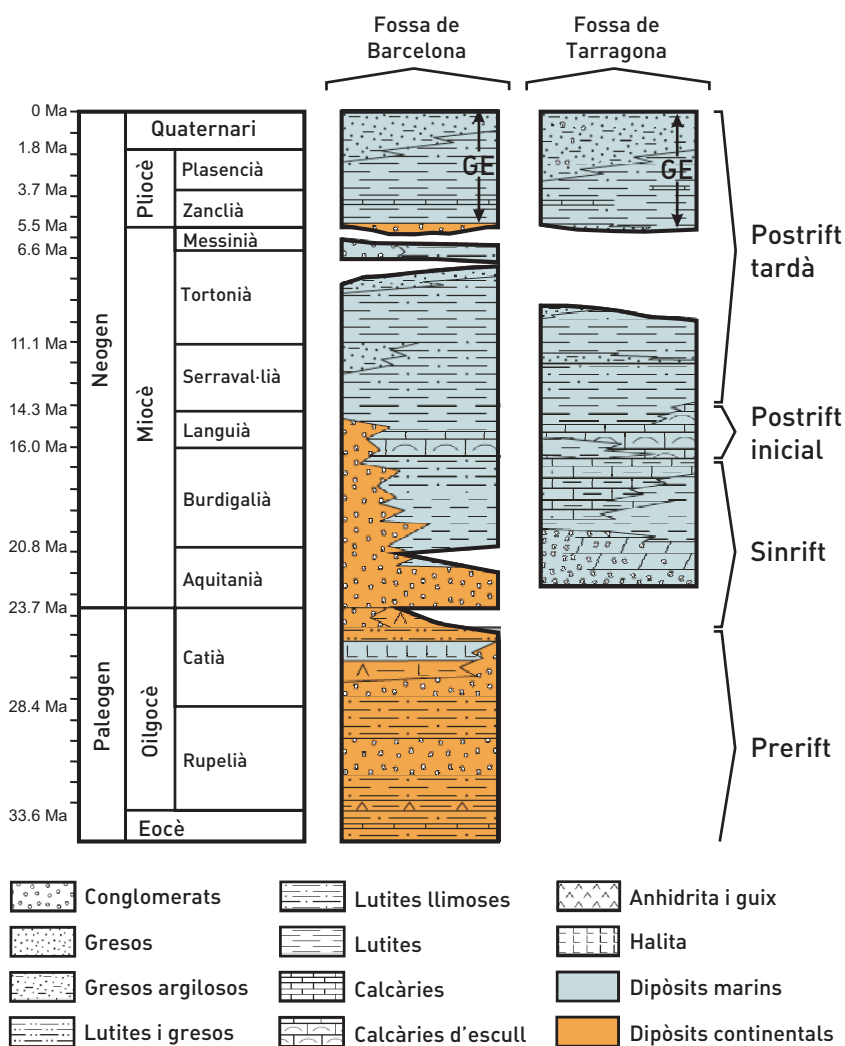 Fossa de
Barcelona
Fossa de
Tarragona
0 Ma
1.8 Ma
3.7 Ma
5.5 Ma
6.6 Ma
11.1 Ma
14.3 Ma
16.0 Ma
20.8 Ma
23.7 Ma
28.4 Ma
33.6 Ma
Neogen
Paleogen
Quaternari
Pliocè
Miocè
Oilgocè
Eocè
Plasencià
Zanclià
Messinià
Tortonià
Serraval·lià
Languià
Burdigalià
Aquitanià
Catià
Rupelià
GE
GE
Postrift
tardà
Postrift
inicial
Sinrift
Prerift
Conglomerats
Gresos
Gresos argilosos
Lutites i gresos
Lutites llimoses
Lutites
Calcàries
Calcàries d'escull
Anhidrita i guix
Halita
Dipòsits marins
Dipòsits continentals